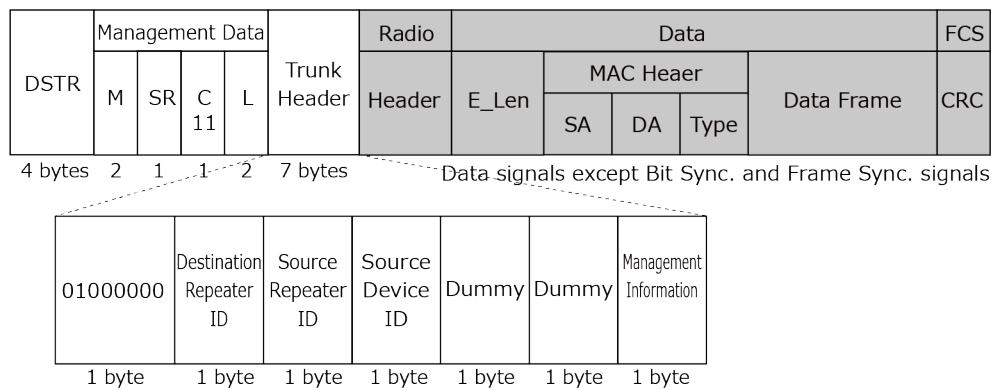 Management Data
Radio
Data
FCS
DSTR
M
SR
C
11
L
Trunk
Header
Header
E_Len
MAC Heaer
SA
DA
Type
Data Frame
CRC
4 bytes
2
1
1
2
7 bytes
Data signals except Bit Sync. and Frame Sync. signals
01000000
Destination
Repeater
ID
Source
Repeater
ID
Source
Device
ID
Dummy
Dummy
Management
Information
1 byte
1 byte
1 byte
1 byte
1 byte
1 byte
1 byte